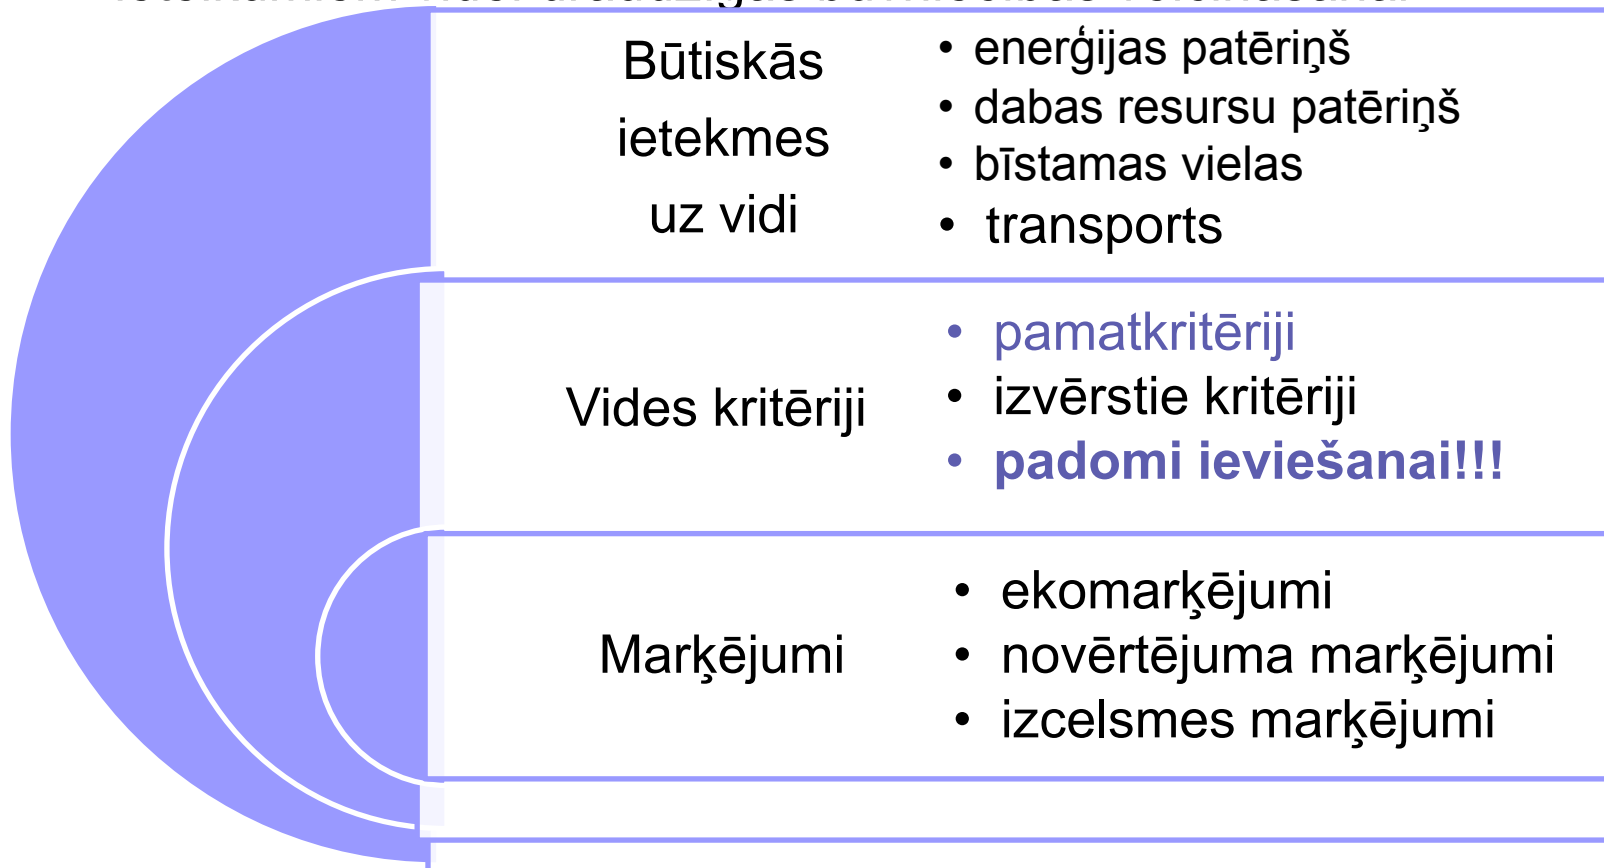 Būtiskās
ietekmes
uz vidi
• enerģijas patēriņš
• dabas resursu patēriņš
• bīstamas vielas
• transports
Vides kritēriji
• pamatkritēriji
• izvērstie kritēriji
• padomi ieviešanai!!!
Marķējumi
• ekomarķējumi
• novērtējuma marķējumi
• izcelsmes marķējumi